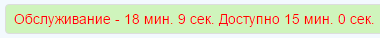 Обслуживание - 18 мин. 9 сек. Доступно 15 мин. 0 сек.